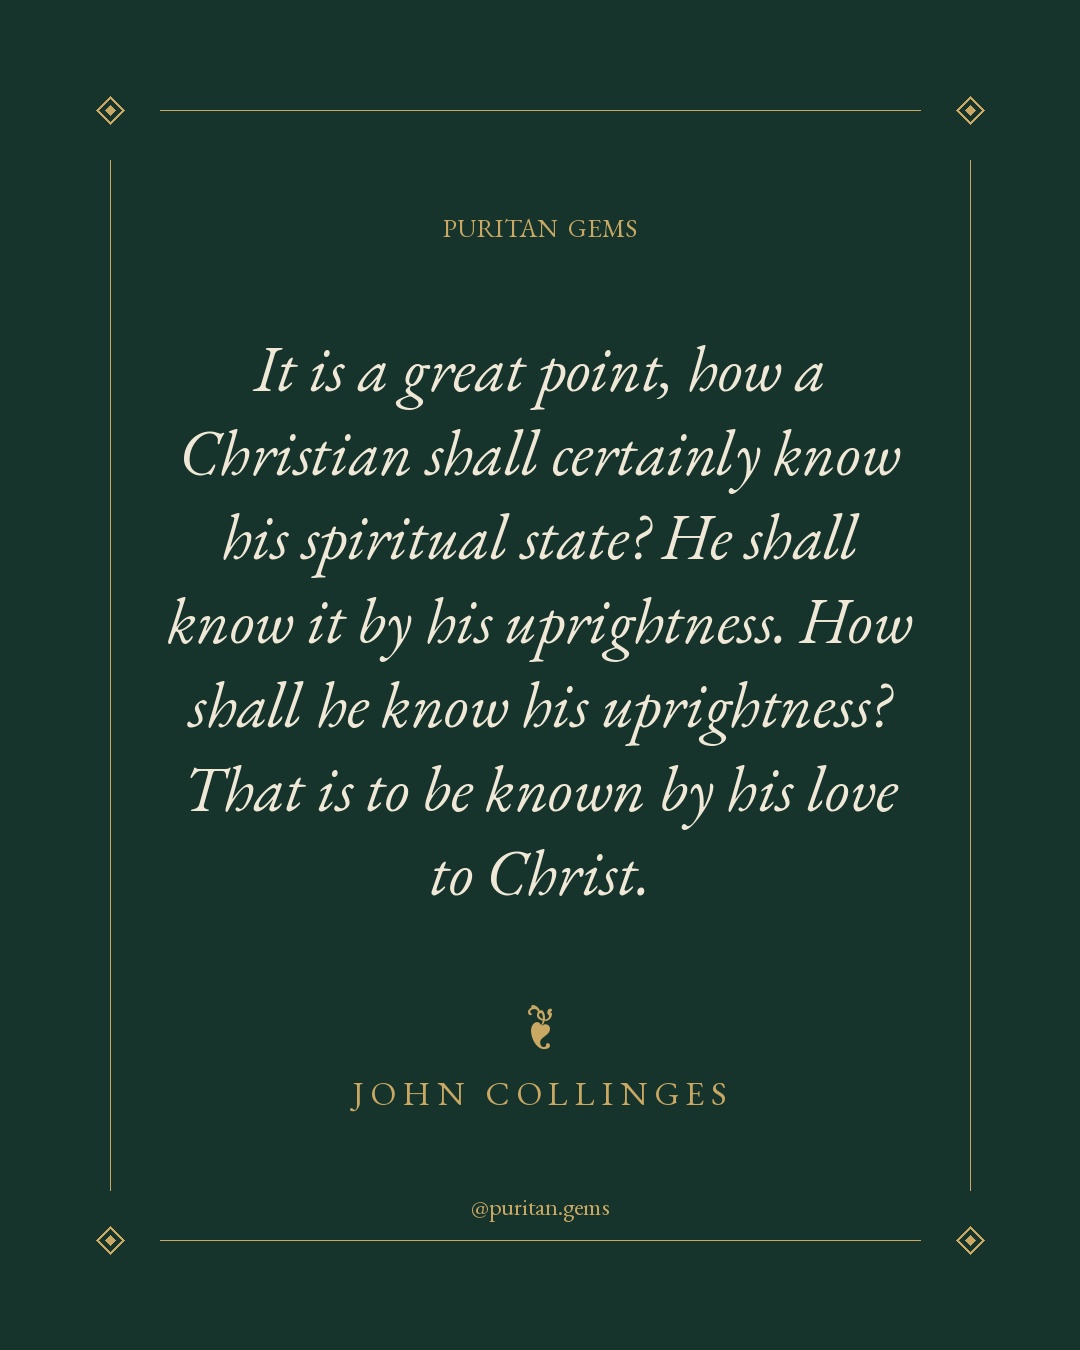 PURITAN GEMS
It is a great point, how a
Christian shall certainly know
his spiritual state? He shall
know it by his uprightness. How
shall he know his uprightness?
That is to be known by his love
to Christ.
JOHN COLLINGES
@puritan.gems